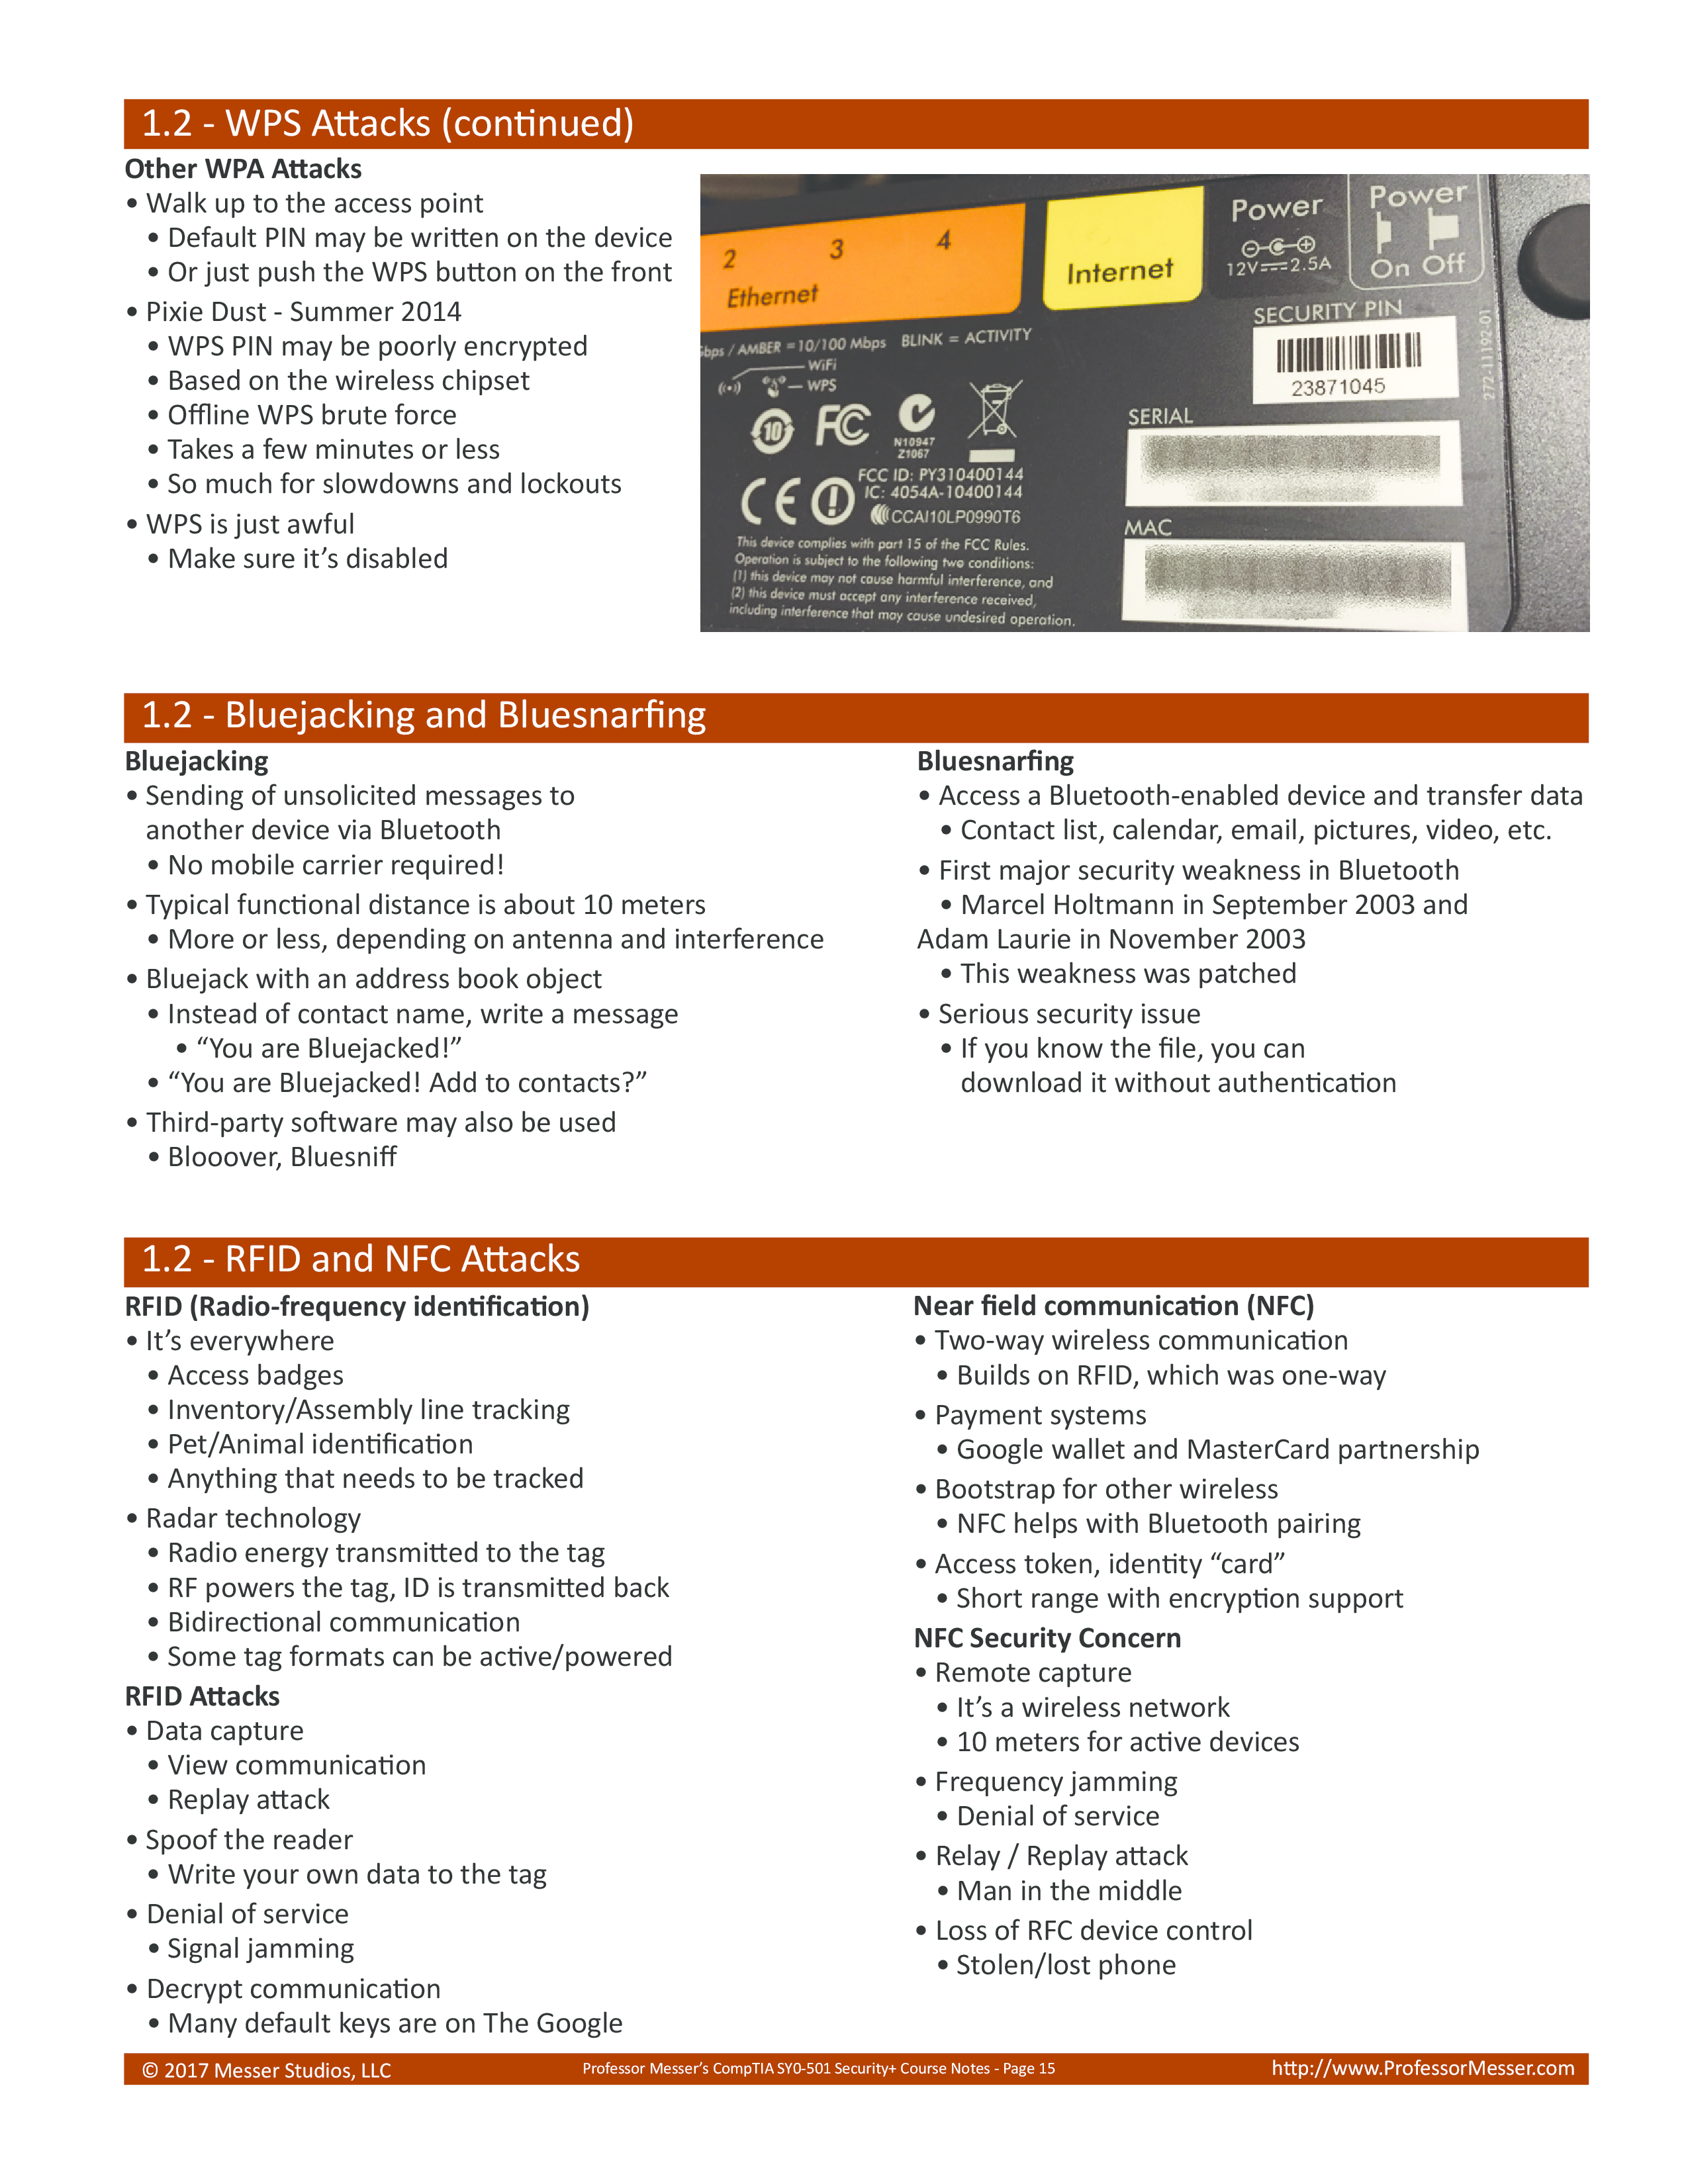 1.2 - WPS Attacks (continued)
Other WPA Attacks
• Walk up to the access point
• Default PIN may be written on the device
• Or just push the WPS button on the front
• Pixie Dust - Summer 2014
• WPS PIN may be poorly encrypted
• Based on the wireless chipset
• Offline WPS brute force
• Takes a few minutes or less
• So much for slowdowns and lockouts
• WPS is just awful
• Make sure it's disabled
2 3 4
Ethernet
Internet
Power
12V 2.5A
Power
On Off
SECURITY PIN
23871045
272-11192-01
bps / AMBER = 10/100 Mbps BLINK = ACTIVITY
WiFi
WPS
10
FC
N10947
Z1067
SERIAL
FCC ID: PY310400144
IC: 4054A-10400144
CE
CCAI10LP0990T6
MAC
This device complies with part 15 of the FCC Rules.
Operation is subject to the following two conditions:
(1) this device may not cause harmful interference, and
(2) this device must accept any interference received,
including interference that may cause undesired operation.
1.2 - Bluejacking and Bluesnarfing
Bluejacking
• Sending of unsolicited messages to
another device via Bluetooth
• No mobile carrier required!
• Typical functional distance is about 10 meters
• More or less, depending on antenna and interference
• Bluejack with an address book object
• Instead of contact name, write a message
• “You are Bluejacked!”
• “You are Bluejacked! Add to contacts?”
• Third-party software may also be used
• Blooover, Bluesniff
Bluesnarfing
• Access a Bluetooth-enabled device and transfer data
• Contact list, calendar, email, pictures, video, etc.
• First major security weakness in Bluetooth
• Marcel Holtmann in September 2003 and
Adam Laurie in November 2003
• This weakness was patched
• Serious security issue
• If you know the file, you can
download it without authentication
1.2 - RFID and NFC Attacks
RFID (Radio-frequency identification)
• It’s everywhere
• Access badges
• Inventory/Assembly line tracking
• Pet/Animal identification
• Anything that needs to be tracked
• Radar technology
• Radio energy transmitted to the tag
• RF powers the tag, ID is transmitted back
• Bidirectional communication
• Some tag formats can be active/powered
RFID Attacks
• Data capture
• View communication
• Replay attack
• Spoof the reader
• Write your own data to the tag
• Denial of service
• Signal jamming
• Decrypt communication
• Many default keys are on The Google
Near field communication (NFC)
• Two-way wireless communication
• Builds on RFID, which was one-way
• Payment systems
• Google wallet and MasterCard partnership
• Bootstrap for other wireless
• NFC helps with Bluetooth pairing
• Access token, identity “card”
• Short range with encryption support
NFC Security Concern
• Remote capture
• It’s a wireless network
• 10 meters for active devices
• Frequency jamming
• Denial of service
• Relay / Replay attack
• Man in the middle
• Loss of RFC device control
• Stolen/lost phone
© 2017 Messer Studios, LLC
Professor Messer’s CompTIA SY0-501 Security+ Course Notes - Page 15
http://www.ProfessorMesser.com